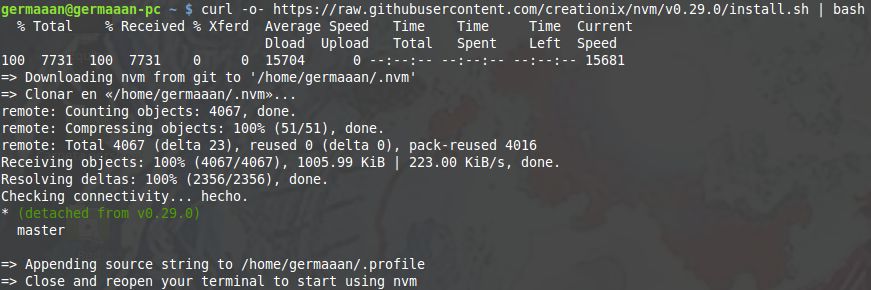 germaaan@germaaan-pc ~ $ curl -o- https://raw.githubusercontent.com/creationix/nvm/v0.29.0/install.sh | bash
  % Total    % Received % Xferd  Average Speed   Time    Time     Time  Current
                                 Dload  Upload   Total   Spent    Left  Speed
100  7731  100  7731    0     0  15704      0 --:--:-- --:--:-- --:--:-- 15681
=> Downloading nvm from git to '/home/germaaan/.nvm'
=> Clonar en «/home/germaaan/.nvm»...
remote: Counting objects: 4067, done.
remote: Compressing objects: 100% (51/51), done.
remote: Total 4067 (delta 23), reused 0 (delta 0), pack-reused 4016
Receiving objects: 100% (4067/4067), 1005.99 KiB | 223.00 KiB/s, done.
Resolving deltas: 100% (2356/2356), done.
Checking connectivity... hecho.
* (detached from v0.29.0)
  master

=> Appending source string to /home/germaaan/.profile
=> Close and reopen your terminal to start using nvm